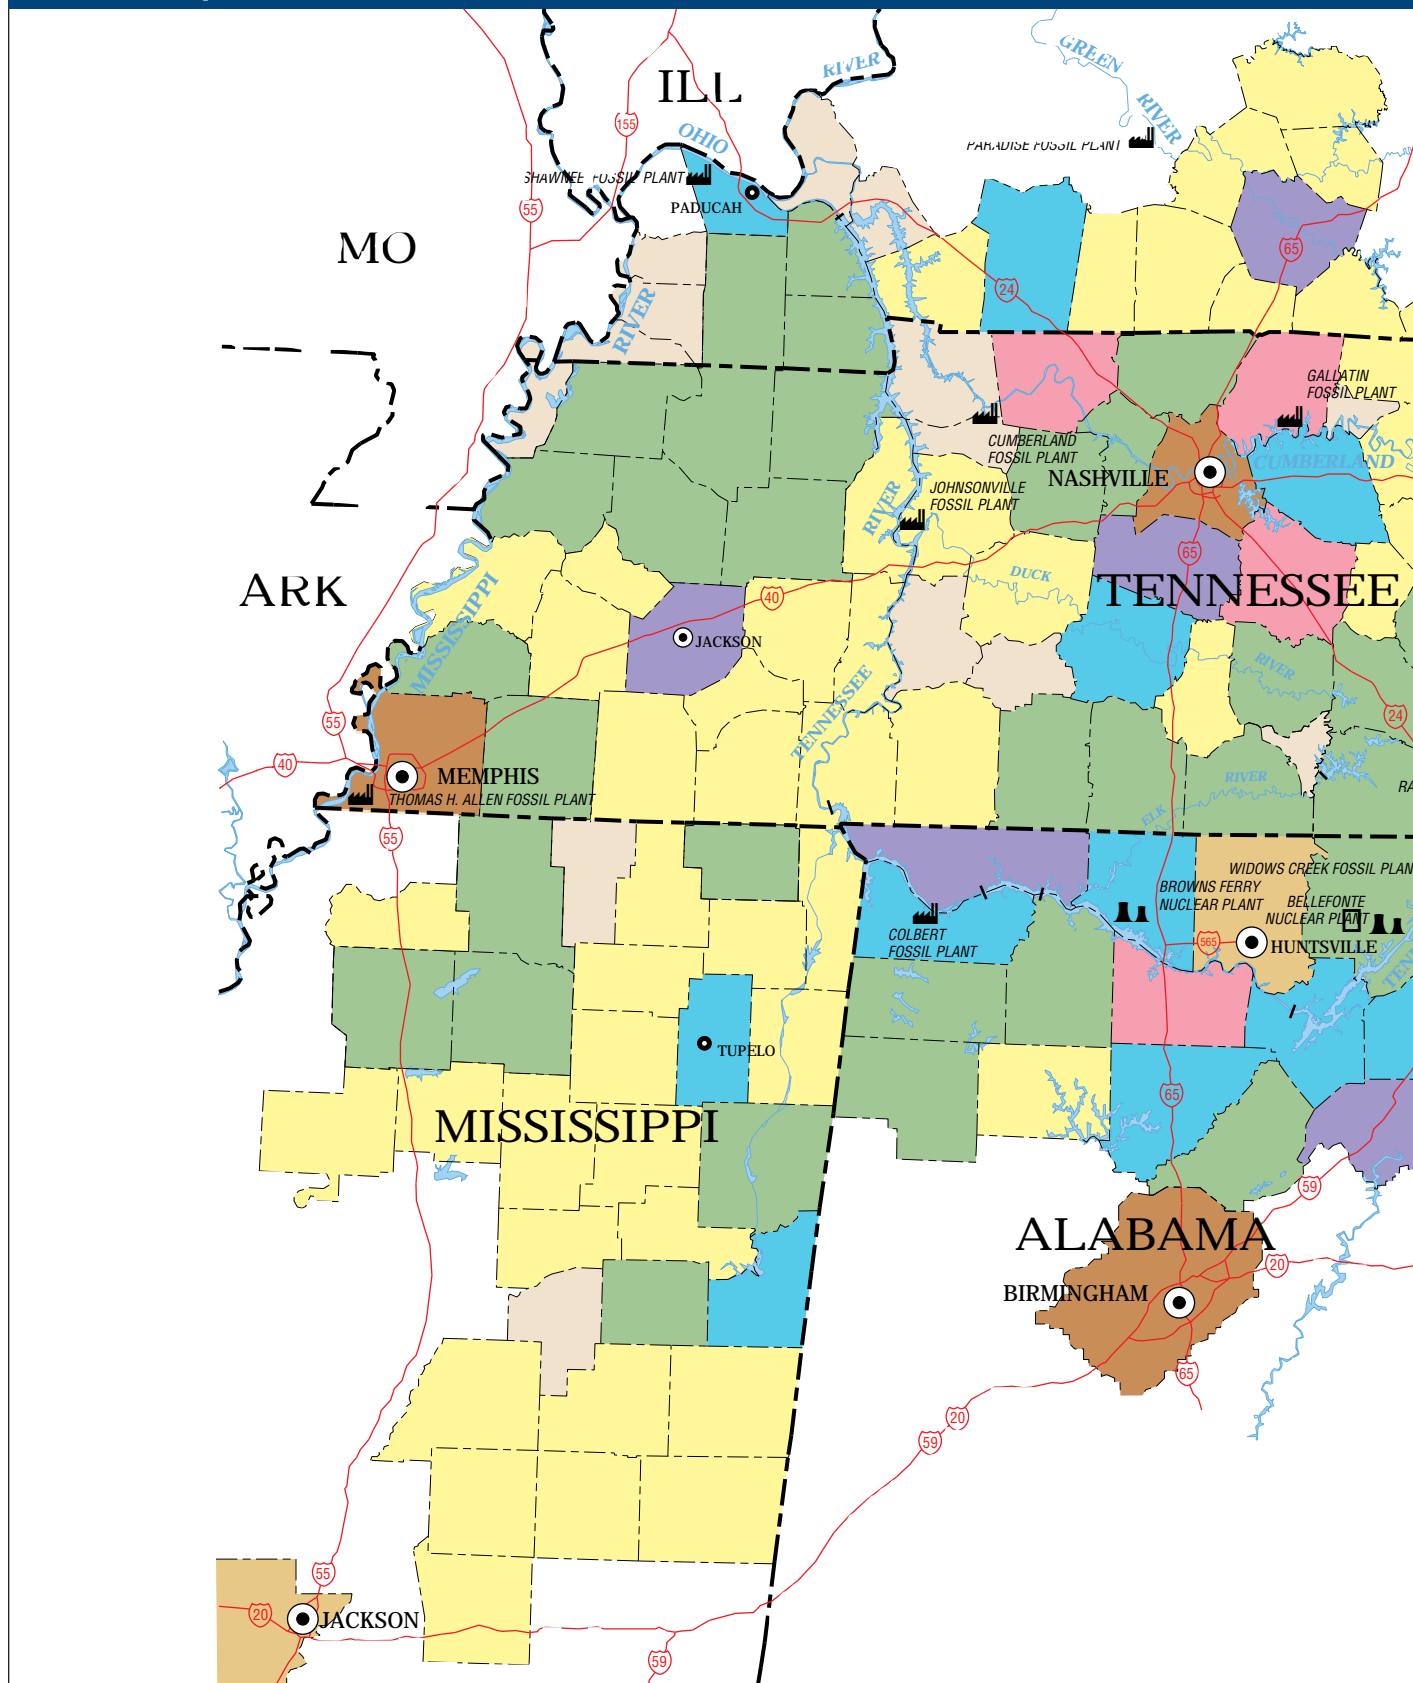 ILL
RIVER
GREEN
RIVER
155
OHIO
PARADISE FOSSIL PLANT
SHAWNEE FOSSIL PLANT
55
PADUCAH
MO
65
24
RIVER
GALLATIN
FOSSIL PLANT
CUMBERLAND
FOSSIL PLANT
NASHVILLE
CUMBERLAND
JOHNSONVILLE
FOSSIL PLANT
RIVER
65
DUCK
ARK
MISSISSIPPI
40
TENNESSEE
JACKSON
RIVER
TENNESSEE
55
24
40
MEMPHIS
THOMAS H. ALLEN FOSSIL PLANT
RIVER
ELK
55
WIDOWS CREEK FOSSIL PLAN
BROWNS FERRY
NUCLEAR PLANT
BELLEFONTE
NUCLEAR PLANT
COLBERT
FOSSIL PLANT
565
HUNTSVILLE
TUPELO
65
MISSISSIPPI
59
ALABAMA
20
BIRMINGHAM
65
20
59
55
20
JACKSON
59